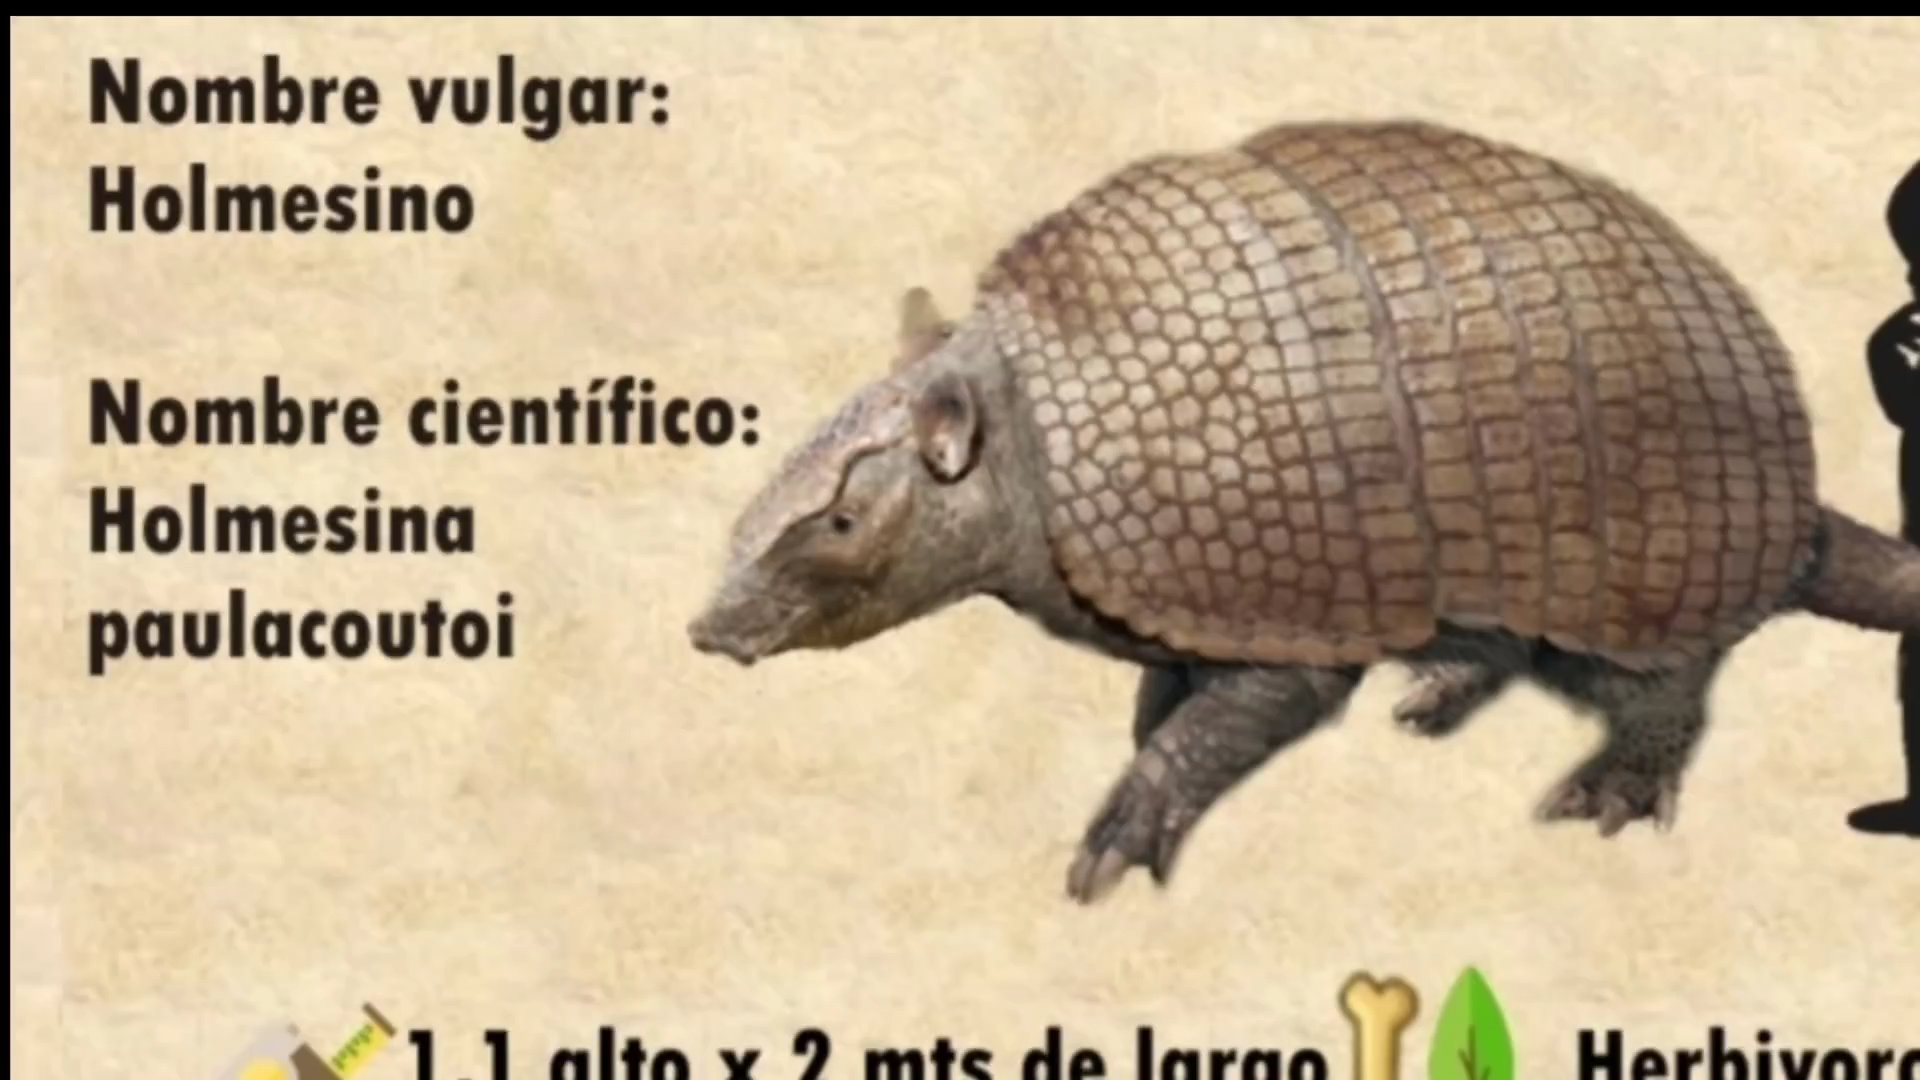 Nombre vulgar:
Holmesino
Nombre científico:
Holmesina
paulacoutoi
1.1 alto x 2 mts de largo